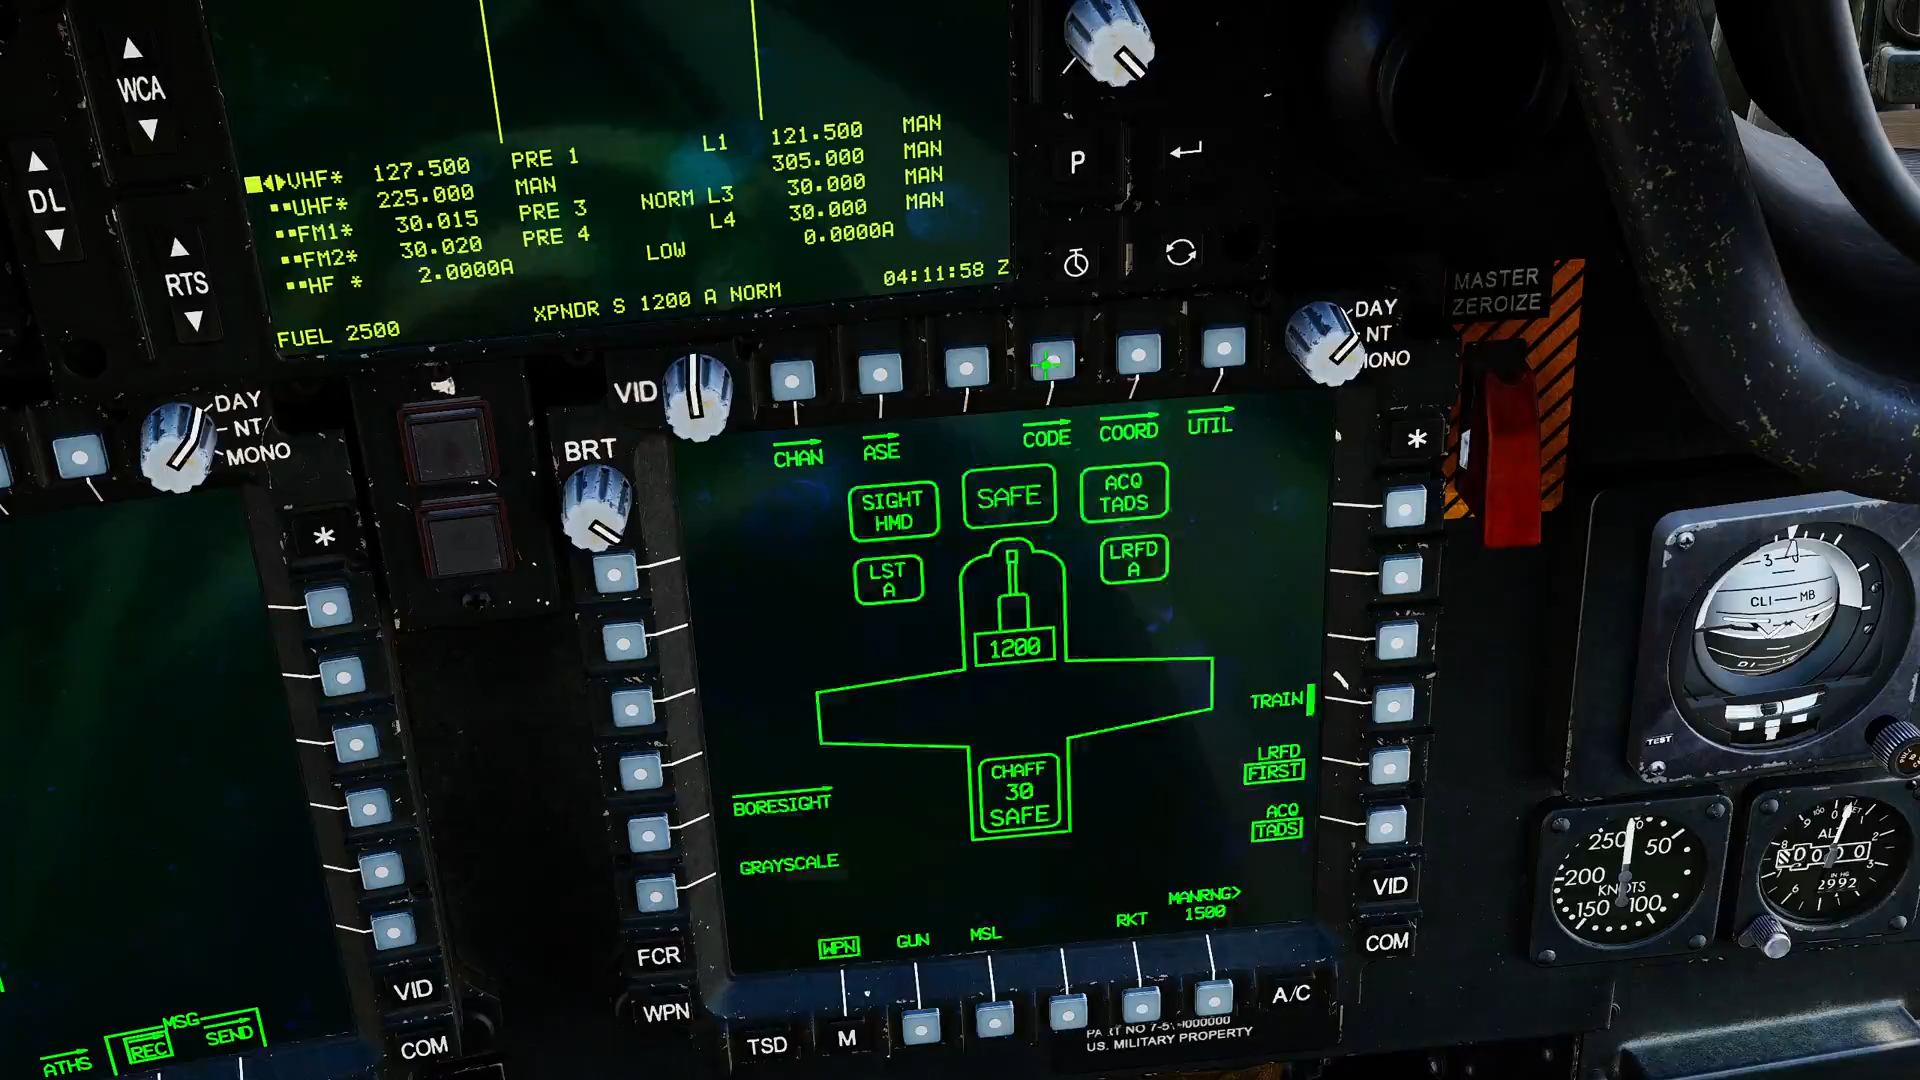 WCA
DL
RTS
VHF* 127.500 PRE 1 L1 121.500 MAN
UHF* 225.000 MAN 305.000 MAN
FM1* 30.015 PRE 3 NORM L3 30.000 MAN
FM2* 30.020 PRE 4 L4 30.000 MAN
HF * 2.0000A LOW 0.0000A
XPNDR S 1200 A NORM 04:11:58 Z
FUEL 2500
P
MASTER
ZEROIZE
DAY
NT
MONO
DAY
NT
MONO
VID
BRT
*
*
CHAN
ASE
CODE
COORD
UTIL
SIGHT
HMD
SAFE
ACQ
TADS
LST
A
LRFD
A
1200
TRAIN
CHAFF
30
SAFE
LRFD
FIRST
ACQ
TADS
BORESIGHT
GRAYSCALE
WPN
GUN
MSL
RKT
MANRNG>
1500
FCR
WPN
TSD
M
A/C
VID
COM
VID
COM
MSG
ATHS
REC
SEND
US. MILITARY PROPERTY
3
CLI MB
TEST
250 50
200
KNOTS
150 100
ALT
2992